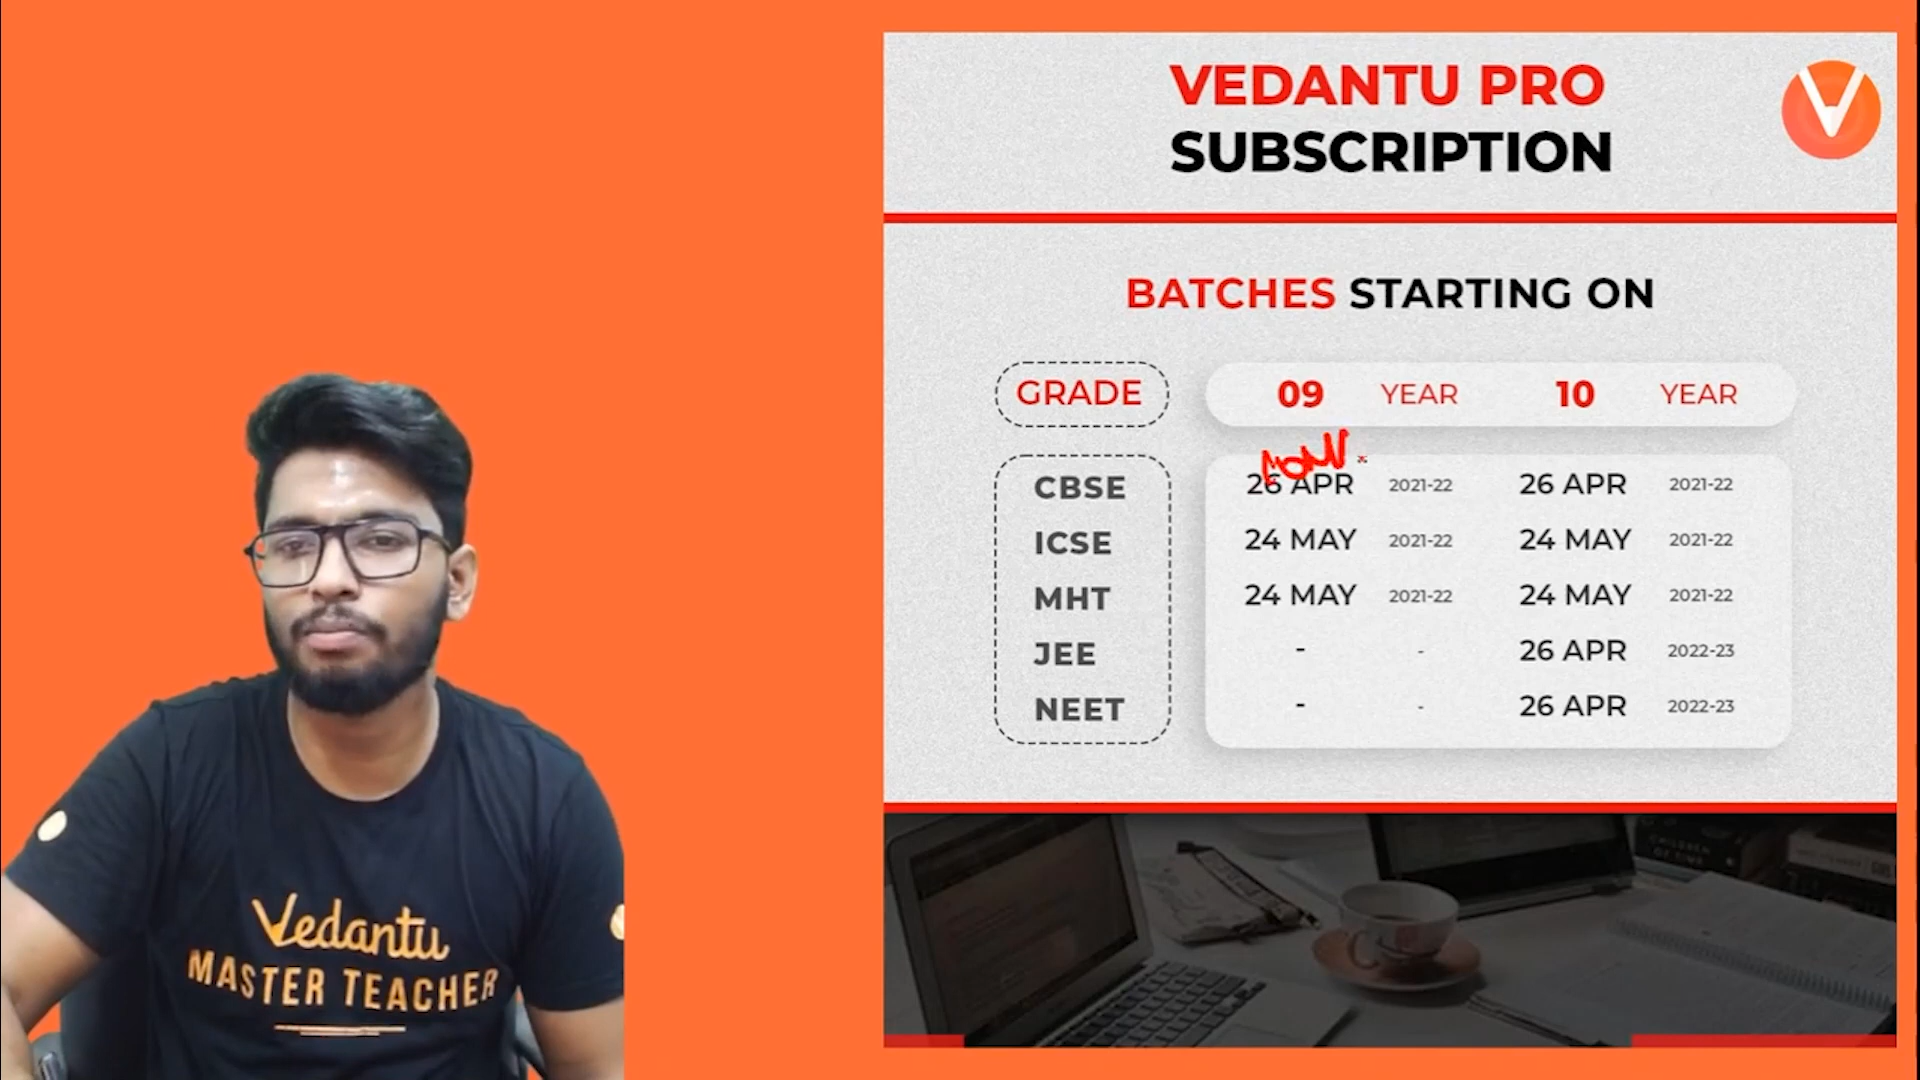 VEDANTU PRO
SUBSCRIPTION
BATCHES STARTING ON
GRADE 09 YEAR 10 YEAR
CBSE 26 APR 2021-22 26 APR 2021-22
ICSE 24 MAY 2021-22 24 MAY 2021-22
MHT 24 MAY 2021-22 24 MAY 2021-22
JEE - - 26 APR 2022-23
NEET - - 26 APR 2022-23
Vedantu
MASTER TEACHER